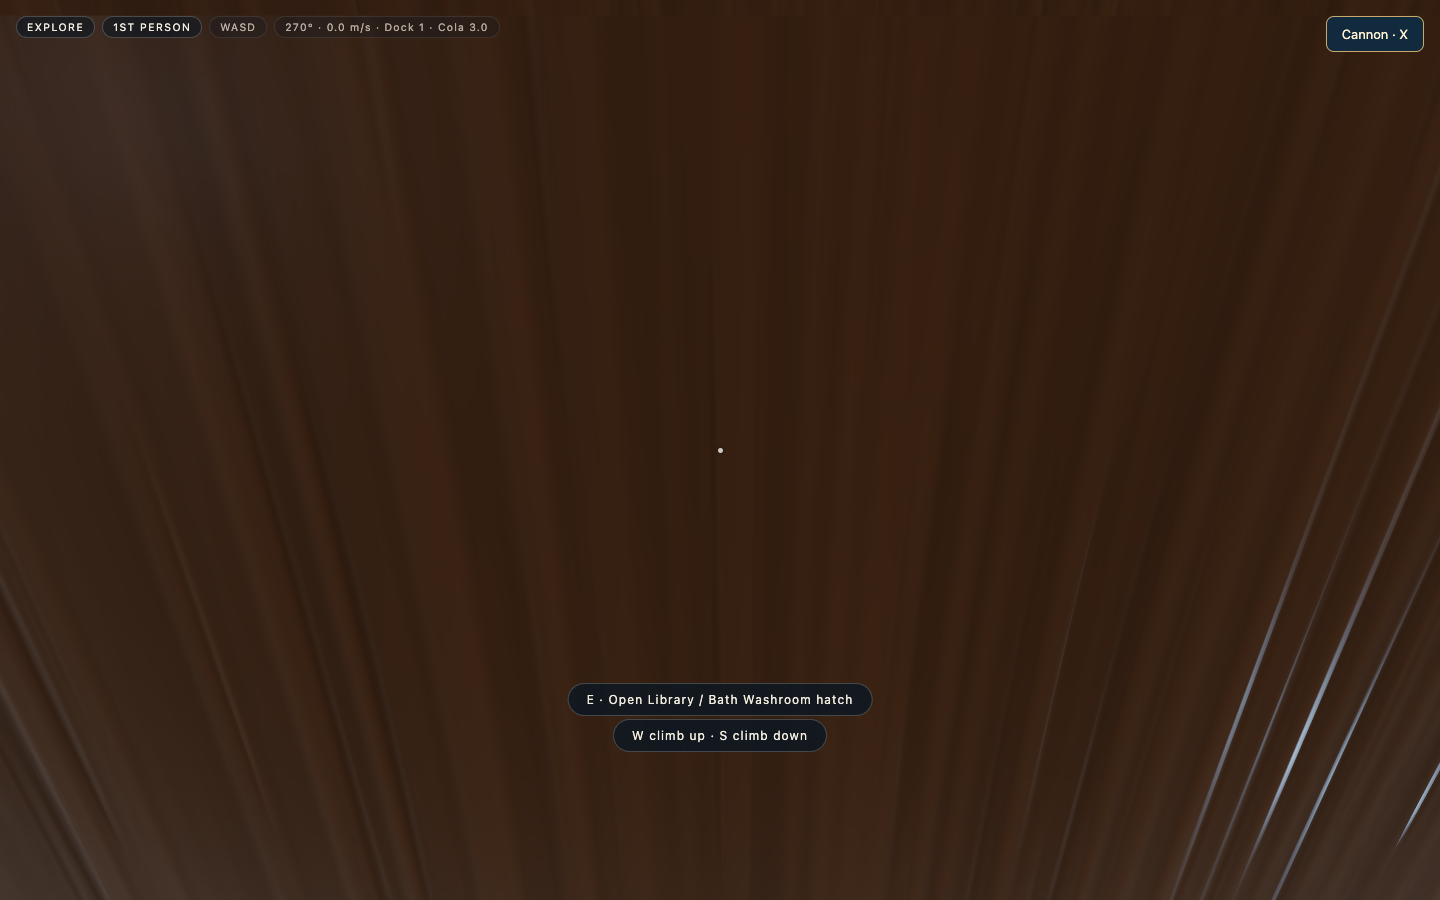 EXPLORE 1ST PERSON WASD 270° · 0.0 m/s · Dock 1 · Cola 3.0 Cannon · X
E · Open Library / Bath Washroom hatch
W climb up · S climb down